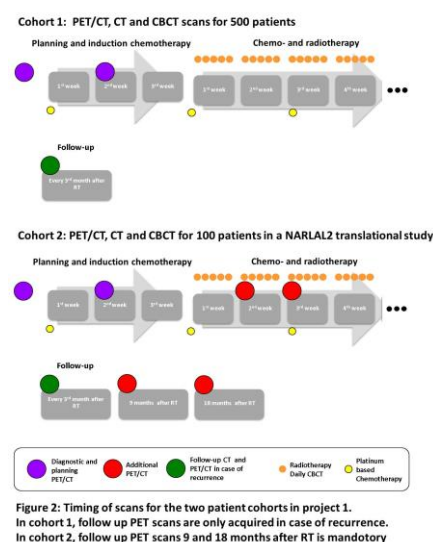 Cohort 1: PET/CT, CT and CBCT scans for 500 patients
Planning and induction chemotherapy
Chemo- and radiotherapy
1st week
2nd week
3rd week
1st week
2nd week
3rd week
4th week
Follow-up
Every 3rd month after
RT
Cohort 2: PET/CT, CT and CBCT for 100 patients in a NARLAL2 translational study
Planning and induction chemotherapy
Chemo- and radiotherapy
1st week
2nd week
3rd week
1st week
2nd week
3rd week
4th week
Follow-up
Every 3rd month after
RT
9 months after RT
18 months after RT
Diagnostic and
planning
PET/CT
Additional
PET/CT
Follow-up CT and
PET/CT in case of
recurrence
Radiotherapy
Daily CBCT
Platinum
based
Chemotherapy
Figure 2: Timing of scans for the two patient cohorts in project 1.
In cohort 1, follow up PET scans are only acquired in case of recurrence.
In cohort 2, follow up PET scans 9 and 18 months after RT is mandatory